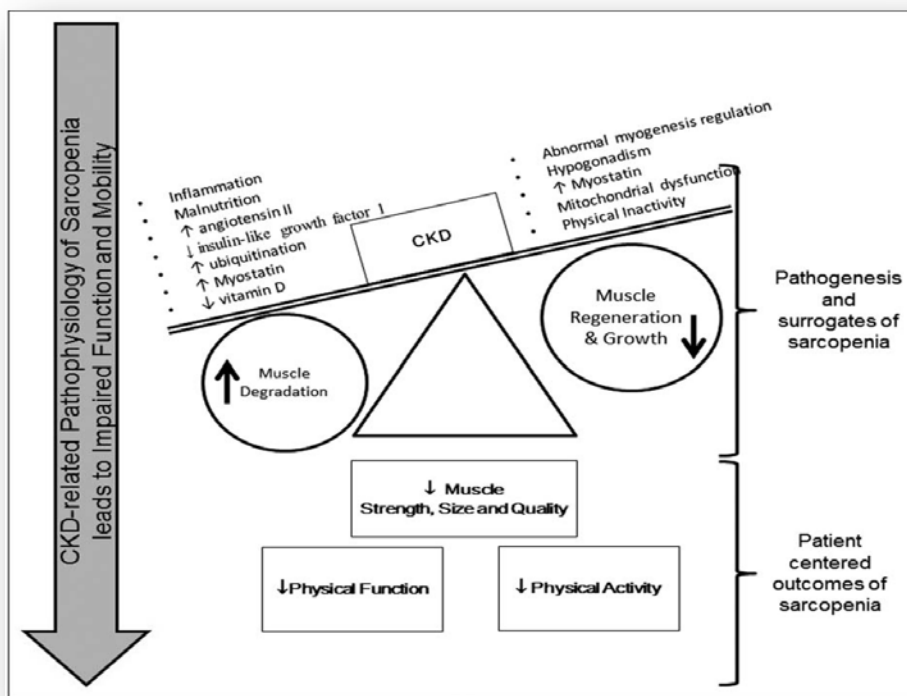 CKD-related Pathophysiology of Sarcopenia
leads to Impaired Function and Mobility
• Inflammation
• Malnutrition
• ↑ angiotensin II
• ↓ insulin-like growth factor 1
• ↑ ubiquitination
• ↑ Myostatin
• ↓ vitamin D
CKD
• Abnormal myogenesis regulation
• Hypogonadism
• ↑ Myostatin
• Mitochondrial dysfunction
• Physical Inactivity
↑ Muscle
Degradation
Muscle
Regeneration
& Growth ↓
Pathogenesis
and
surrogates of
sarcopenia
↓ Muscle
Strength, Size and Quality
↓Physical Function
↓ Physical Activity
Patient
centered
outcomes of
sarcopenia